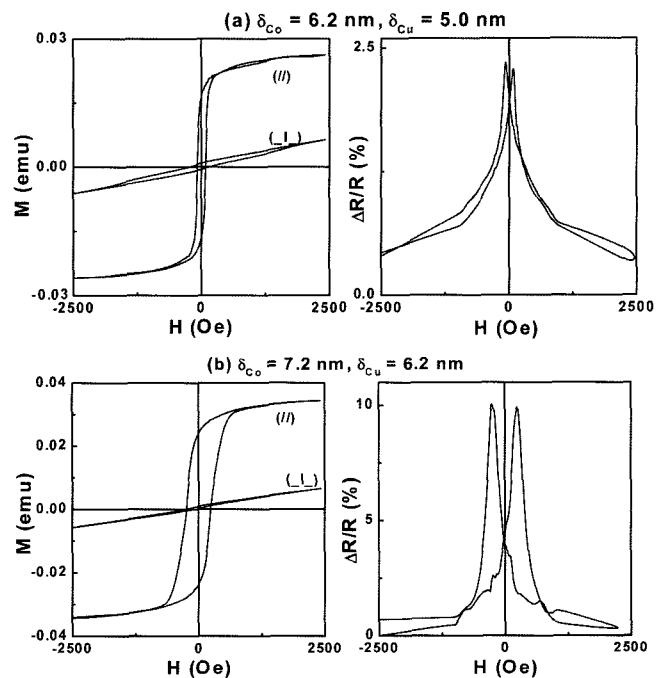 (a) δCo = 6.2 nm, δCu = 5.0 nm
0.03
0.00
-0.03
M (emu)
(//)
(_I_)
-2500 0 2500
H (Oe)
2.5
0.0
ΔR/R (%)
-2500 0 2500
H (Oe)
(b) δCo = 7.2 nm, δCu = 6.2 nm
0.04
0.02
0.00
-0.02
-0.04
M (emu)
(//)
(_I_)
-2500 0 2500
H (Oe)
10
5
0
ΔR/R (%)
-2500 0 2500
H (Oe)